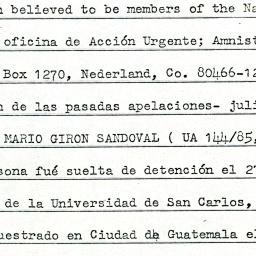 n believed to be members of the Na
oficina de Acción Urgente; Amnist
Box 1270, Nederland, Co. 80466-12
n de las pasadas apelaciones- juli
MARIO GIRON SANDOVAL ( UA 144/85,
sona fué suelta de detención el 27
de la Universidad de San Carlos,
uestrado en Ciudad de Guatemala el